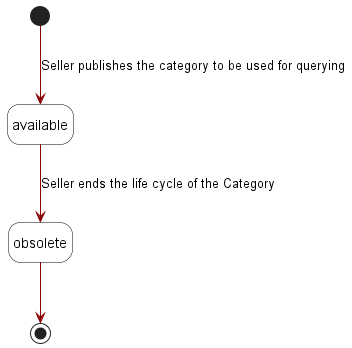 Seller publishes the category to be used for querying
available
Seller ends the life cycle of the Category
obsolete